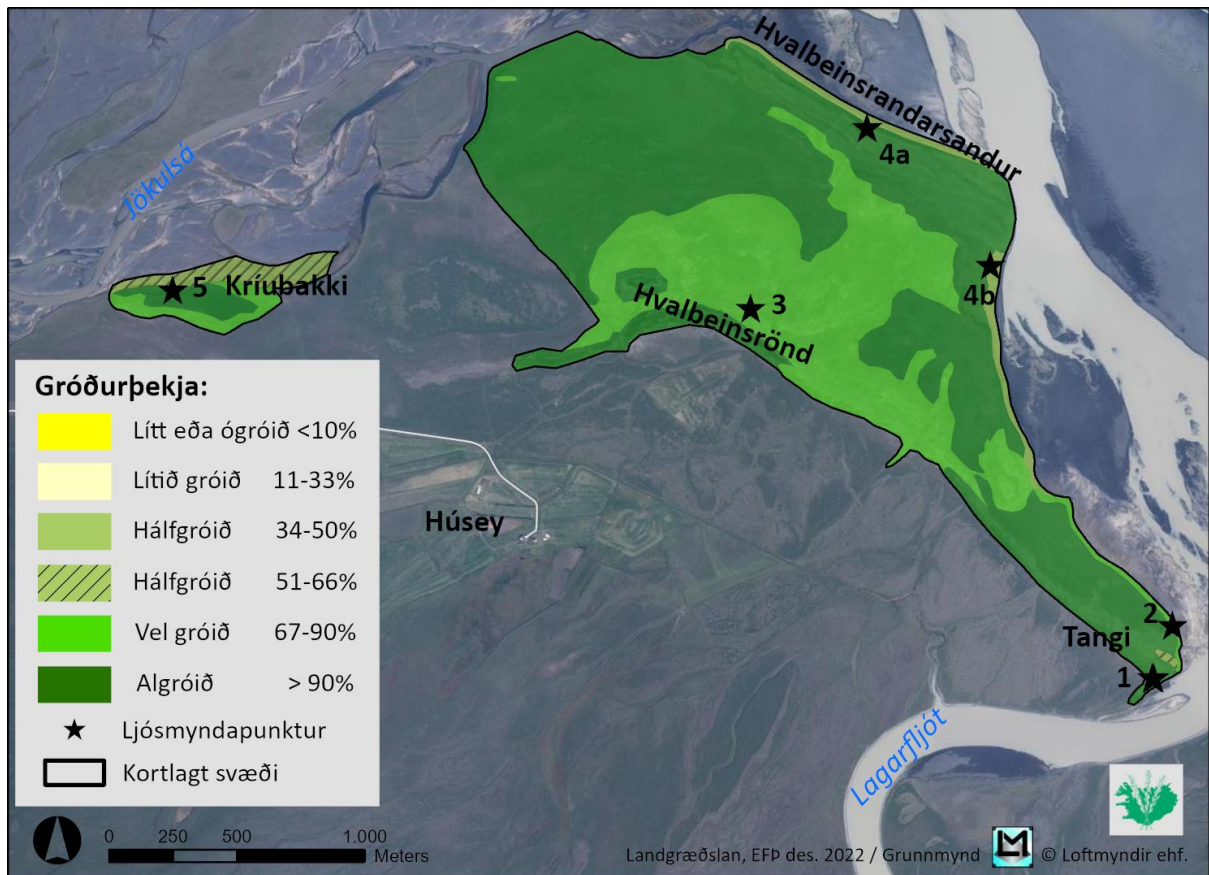 Hvalbeinsrandarsandur
4a
Jökulsá
5 Kríubakki
4b
3
Hvalbeinsrönd
Gróðurþekja:
Lítt eða ógróið <10%
Lítið gróið 11-33%
Hálfgróið 34-50%
Hálfgróið 51-66%
Vel gróið 67-90%
Algróið > 90%
Ljósmyndapunktur
Kortlagt svæði
Húsey
2
Tangi
1
Lagarfljót
0 250 500 1.000
Meters
Landgræðslan, EFÞ des. 2022 / Grunnmynd LM © Loftmyndir ehf.